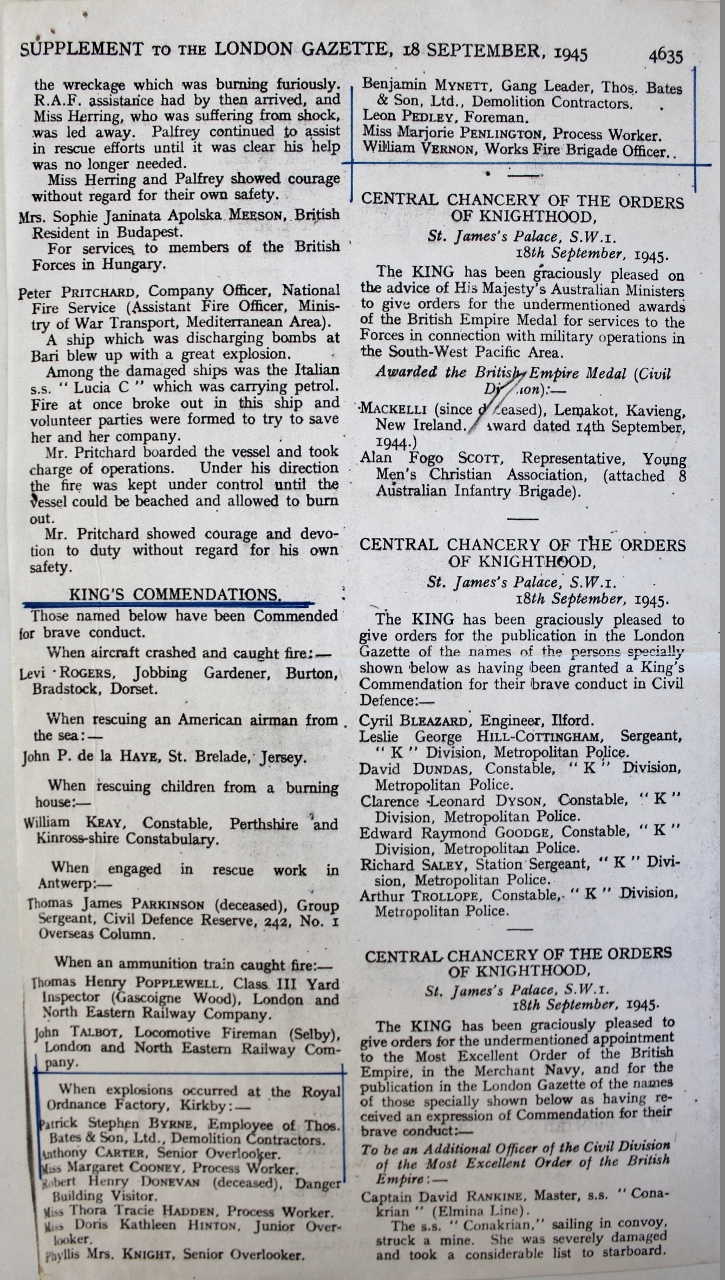 SUPPLEMENT TO THE LONDON GAZETTE, 18 SEPTEMBER, 1945 4635
the wreckage which was burning furiously.
R.A.F. assistance had by then arrived, and
Miss Herring, who was suffering from shock,
was led away. Palfrey continued to assist
in rescue efforts until it was clear his help
was no longer needed.
Miss Herring and Palfrey showed courage
without regard for their own safety.
Mrs. Sophie Janinata Apolska MEESON, British
Resident in Budapest.
For services to members of the British
Forces in Hungary.
Peter PRITCHARD, Company Officer, National
Fire Service (Assistant Fire Officer, Minis-
try of War Transport, Mediterranean Area).
A ship which was discharging bombs at
Bari blew up with a great explosion.
Among the damaged ships was the Italian
s.s. " Lucia C " which was carrying petrol.
Fire at once broke out in this ship and
volunteer parties were formed to try to save
her and her company.
Mr. Pritchard boarded the vessel and took
charge of operations. Under his direction
the fire was kept under control until the
vessel could be beached and allowed to burn
out.
Mr. Pritchard showed courage and devo-
tion to duty without regard for his own
safety.
KING'S COMMENDATIONS.
Those named below have been Commended
for brave conduct.
When aircraft crashed and caught fire:—
Levi ROGERS, Jobbing Gardener, Burton,
Bradstock, Dorset.
When rescuing an American airman from
the sea:—
John P. de la HAYE, St. Brelade, Jersey.
When rescuing children from a burning
house:—
William KEAY, Constable, Perthshire and
Kinross-shire Constabulary.
When engaged in rescue work in
Antwerp:—
Thomas James PARKINSON (deceased), Group
Sergeant, Civil Defence Reserve, 242, No. 1
Overseas Column.
When an ammunition train caught fire:—
Thomas Henry POPPLEWELL, Class III Yard
Inspector (Gascoigne Wood), London and
North Eastern Railway Company.
John TALBOT, Locomotive Fireman (Selby),
London and North Eastern Railway Com-
pany.
When explosions occurred at the Royal
Ordnance Factory, Kirkby:—
Patrick Stephen BYRNE, Employee of Thos.
Bates & Son, Ltd., Demolition Contractors.
Anthony CARTER, Senior Overlooker.
Miss Margaret COONEY, Process Worker.
Robert Henry DONEVAN (deceased), Danger
Building Visitor.
Miss Thora Tracie HADDEN, Process Worker.
Miss Doris Kathleen HINTON, Junior Over-
looker.
Phyllis Mrs. KNIGHT, Senior Overlooker.
Benjamin MYNETT, Gang Leader, Thos. Bates
& Son, Ltd., Demolition Contractors.
Leon PEDLEY, Foreman.
Miss Marjorie PENLINGTON, Process Worker.
William VERNON, Works Fire Brigade Officer.
CENTRAL CHANCERY OF THE ORDERS
OF KNIGHTHOOD,
St. James's Palace, S.W.1.
18th September, 1945.
The KING has been graciously pleased on
the advice of His Majesty's Australian Ministers
to give orders for the undermentioned awards
of the British Empire Medal for services to the
Forces in connection with military operations in
the South-West Pacific Area.
Awarded the British Empire Medal (Civil
Division):—
MACKELLI (since deceased), Lemakot, Kavieng,
New Ireland. Award dated 14th September,
1944.)
Alan Fogo SCOTT, Representative, Young
Men's Christian Association, (attached 8
Australian Infantry Brigade).
CENTRAL CHANCERY OF THE ORDERS
OF KNIGHTHOOD,
St. James's Palace, S.W.1.
18th September, 1945.
The KING has been graciously pleased to
give orders for the publication in the London
Gazette of the names of the persons specially
shown below as having been granted a King's
Commendation for their brave conduct in Civil
Defence:—
Cyril BLEAZARD, Engineer, Ilford.
Leslie George HILL-COTTINGHAM, Sergeant,
" K " Division, Metropolitan Police.
David DUNDAS, Constable, " K " Division,
Metropolitan Police.
Clarence Leonard DYSON, Constable, " K "
Division, Metropolitan Police.
Edward Raymond GOODGE, Constable, " K "
Division, Metropolitan Police.
Richard SALEY, Station Sergeant, " K " Divi-
sion, Metropolitan Police.
Arthur TROLLOPE, Constable, " K " Division,
Metropolitan Police.
CENTRAL CHANCERY OF THE ORDERS
OF KNIGHTHOOD,
St. James's Palace, S.W.1.
18th September, 1945.
The KING has been graciously pleased to
give orders for the undermentioned appointment
to the Most Excellent Order of the British
Empire, in the Merchant Navy, and for the
publication in the London Gazette of the names
of those specially shown below as having re-
ceived an expression of Commendation for their
brave conduct:—
To be an Additional Officer of the Civil Division
of the Most Excellent Order of the British
Empire:—
Captain David RANKINE, Master, s.s. " Cona-
krian " (Elmina Line).
The s.s. " Conakrian," sailing in convoy,
struck a mine. She was severely damaged
and took a considerable list to starboard.